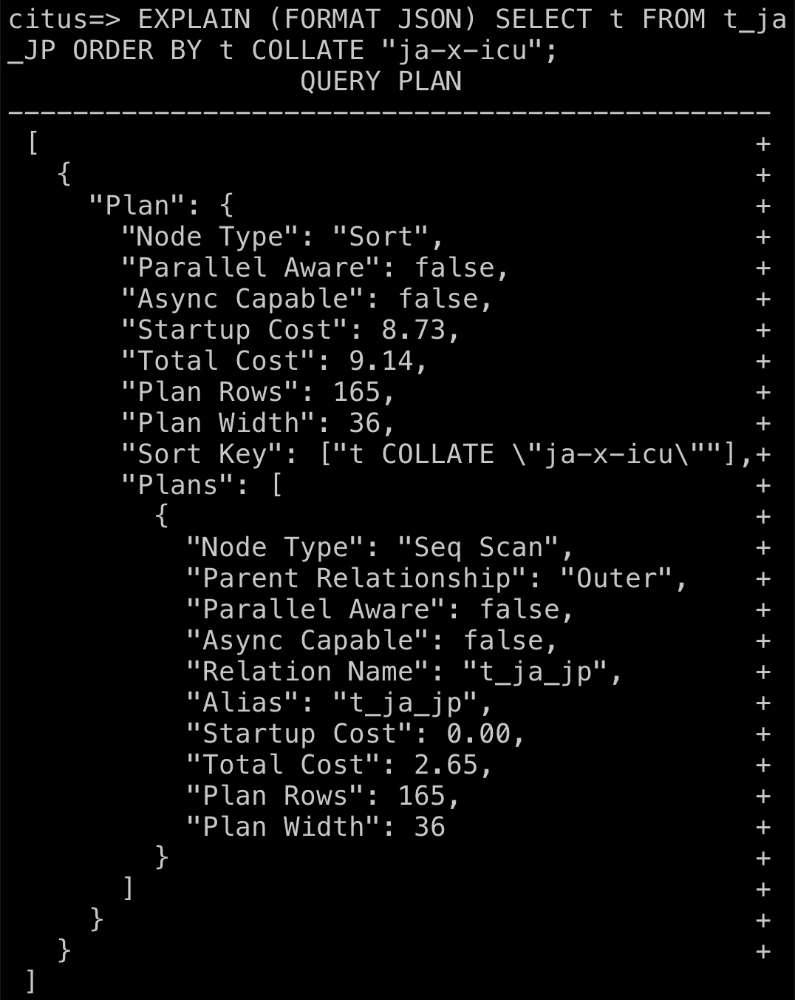 citus=> EXPLAIN (FORMAT JSON) SELECT t FROM t_ja
_JP ORDER BY t COLLATE "ja-x-icu";
                  QUERY PLAN
-----------------------------------------------
 [                                            +
   {                                          +
     "Plan": {                                +
       "Node Type": "Sort",                   +
       "Parallel Aware": false,               +
       "Async Capable": false,                +
       "Startup Cost": 8.73,                  +
       "Total Cost": 9.14,                    +
       "Plan Rows": 165,                      +
       "Plan Width": 36,                      +
       "Sort Key": ["t COLLATE \"ja-x-icu\""],+
       "Plans": [                             +
         {                                    +
           "Node Type": "Seq Scan",           +
           "Parent Relationship": "Outer",    +
           "Parallel Aware": false,           +
           "Async Capable": false,            +
           "Relation Name": "t_ja_jp",        +
           "Alias": "t_ja_jp",                +
           "Startup Cost": 0.00,              +
           "Total Cost": 2.65,                +
           "Plan Rows": 165,                  +
           "Plan Width": 36                   +
         }                                    +
       ]                                      +
     }                                        +
   }                                          +
 ]